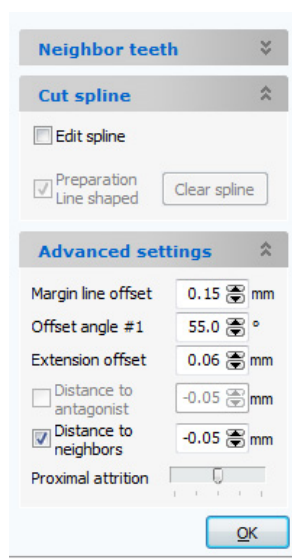 Neighbor teeth
Cut spline
Edit spline
Preparation
Line shaped
Clear spline
Advanced settings
Margin line offset 0.15 mm
Offset angle #1 55.0 °
Extension offset 0.06 mm
Distance to
antagonist -0.05 mm
Distance to
neighbors -0.05 mm
Proximal attrition
OK